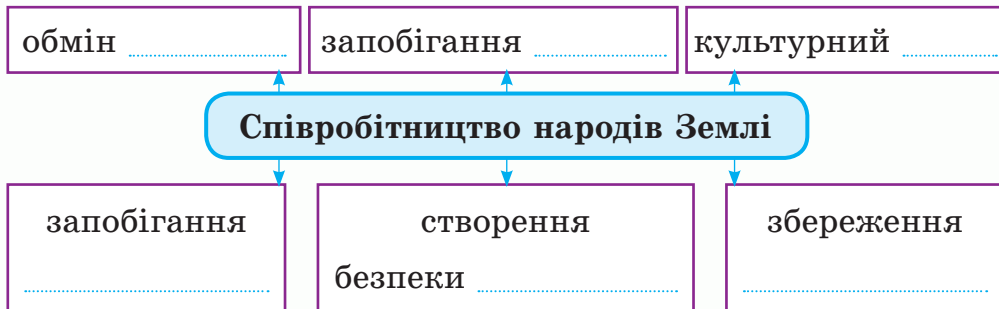 обмін
запобігання
культурний
Співробітництво народів Землі
запобігання
створення
безпеки
збереження